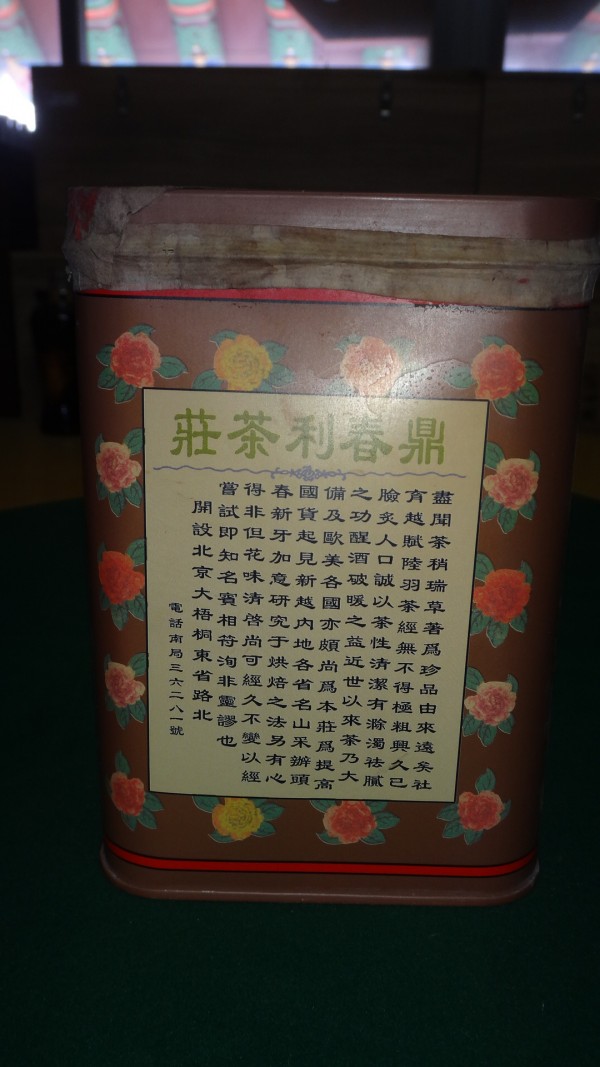 鼎春利茶莊
盡聞茶稍瑞草著爲珍品由來遠矣社
育越賦陸羽茶經無不得極粗興久已
臉炙人口誠以茶性清潔有滌濁祛膩
之功醒酒破暖之益近世以來茶乃大
備及歐美各國亦頗尚爲本莊爲提高
國貨起見新越內地各省名山采辦頭
春新牙加意研究于烘焙之法另有心
得非但花味清啓尚可經久不變以經
嘗試即知名賓相符洵非靈謬也
開設北京大梧桐東省路北
電話南局三六二八一號